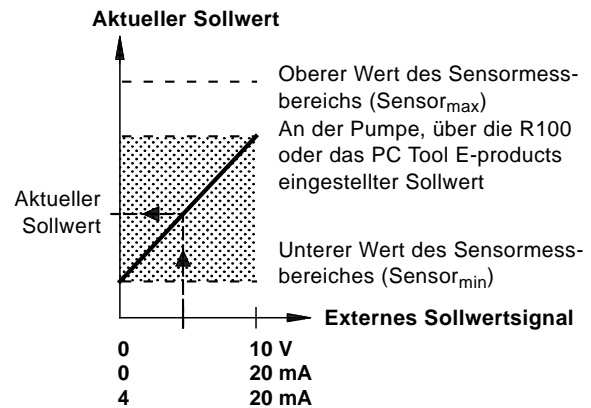 Aktueller Sollwert
Oberer Wert des Sensormess-
bereichs (Sensormax)
An der Pumpe, über die R100
oder das PC Tool E-products
eingestellter Sollwert
Aktueller
Sollwert
Unterer Wert des Sensormess-
bereiches (Sensormin)
Externes Sollwertsignal
0 10 V
0 20 mA
4 20 mA